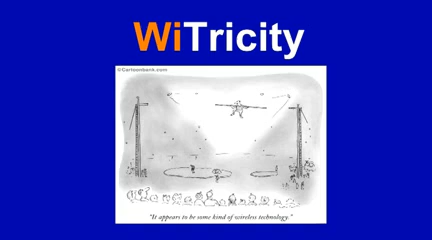 WiTricity
©Cartoonbank.com
"It appears to be some kind of wireless technology."